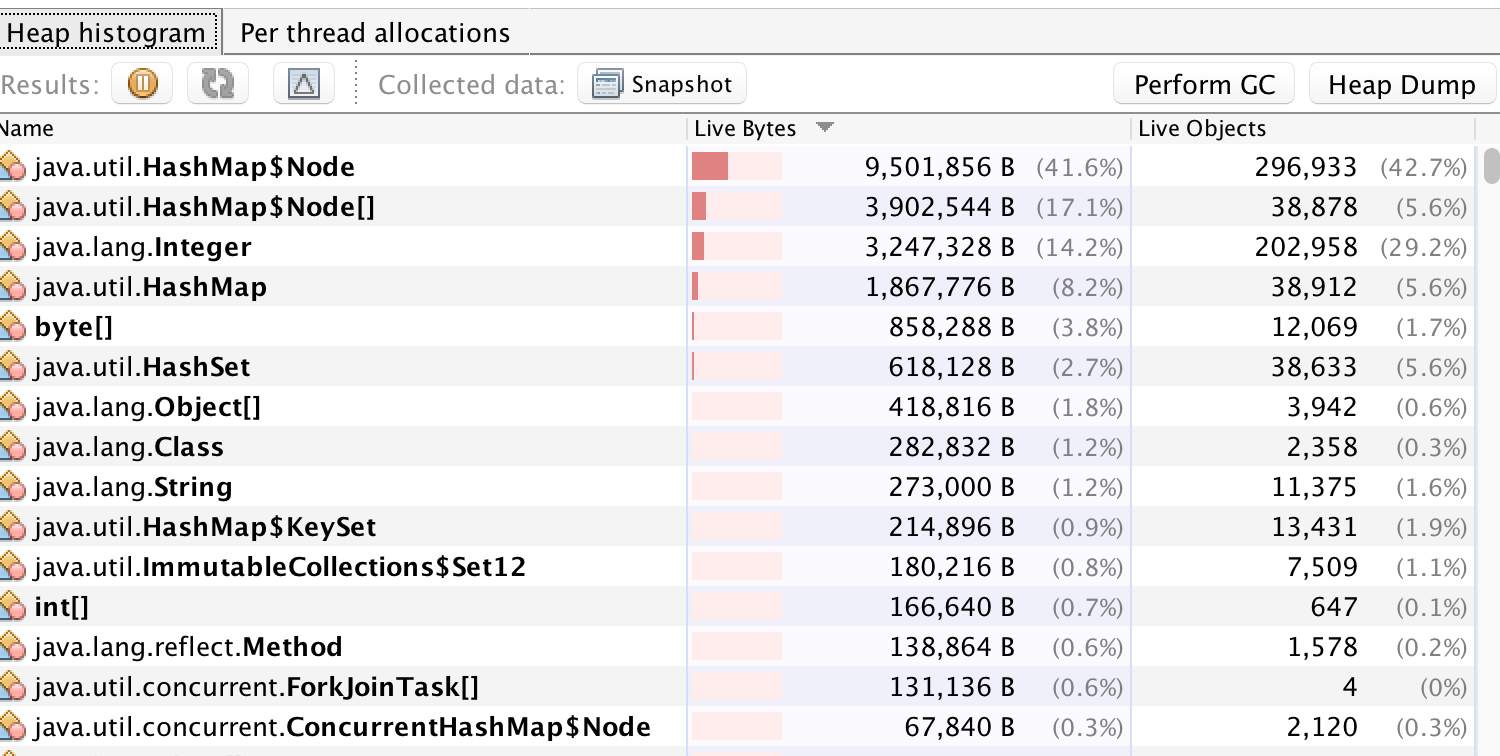 Heap histogram Per thread allocations
Results: Collected data: Snapshot Perform GC Heap Dump
Name Live Bytes Live Objects
java.util.HashMap$Node 9,501,856 B (41.6%) 296,933 (42.7%)
java.util.HashMap$Node[] 3,902,544 B (17.1%) 38,878 (5.6%)
java.lang.Integer 3,247,328 B (14.2%) 202,958 (29.2%)
java.util.HashMap 1,867,776 B (8.2%) 38,912 (5.6%)
byte[] 858,288 B (3.8%) 12,069 (1.7%)
java.util.HashSet 618,128 B (2.7%) 38,633 (5.6%)
java.lang.Object[] 418,816 B (1.8%) 3,942 (0.6%)
java.lang.Class 282,832 B (1.2%) 2,358 (0.3%)
java.lang.String 273,000 B (1.2%) 11,375 (1.6%)
java.util.HashMap$KeySet 214,896 B (0.9%) 13,431 (1.9%)
java.util.ImmutableCollections$Set12 180,216 B (0.8%) 7,509 (1.1%)
int[] 166,640 B (0.7%) 647 (0.1%)
java.lang.reflect.Method 138,864 B (0.6%) 1,578 (0.2%)
java.util.concurrent.ForkJoinTask[] 131,136 B (0.6%) 4 (0%)
java.util.concurrent.ConcurrentHashMap$Node 67,840 B (0.3%) 2,120 (0.3%)